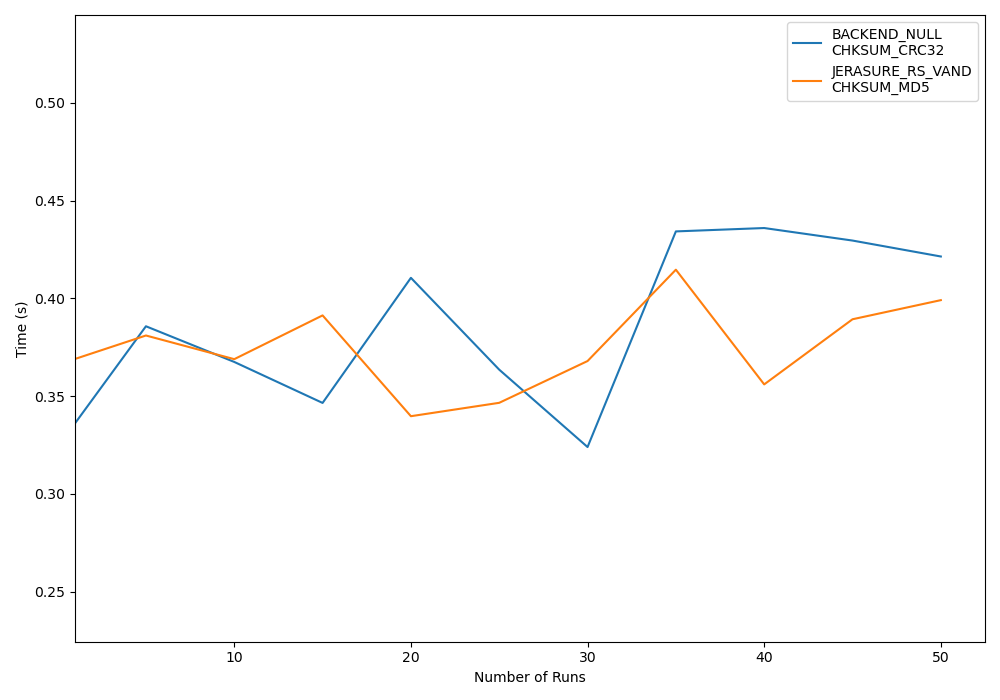 BACKEND_NULL
CHKSUM_CRC32
JERASURE_RS_VAND
CHKSUM_MD5
0.50
0.45
0.40
0.35
0.30
0.25
Time (s)
10 20 30 40 50
Number of Runs